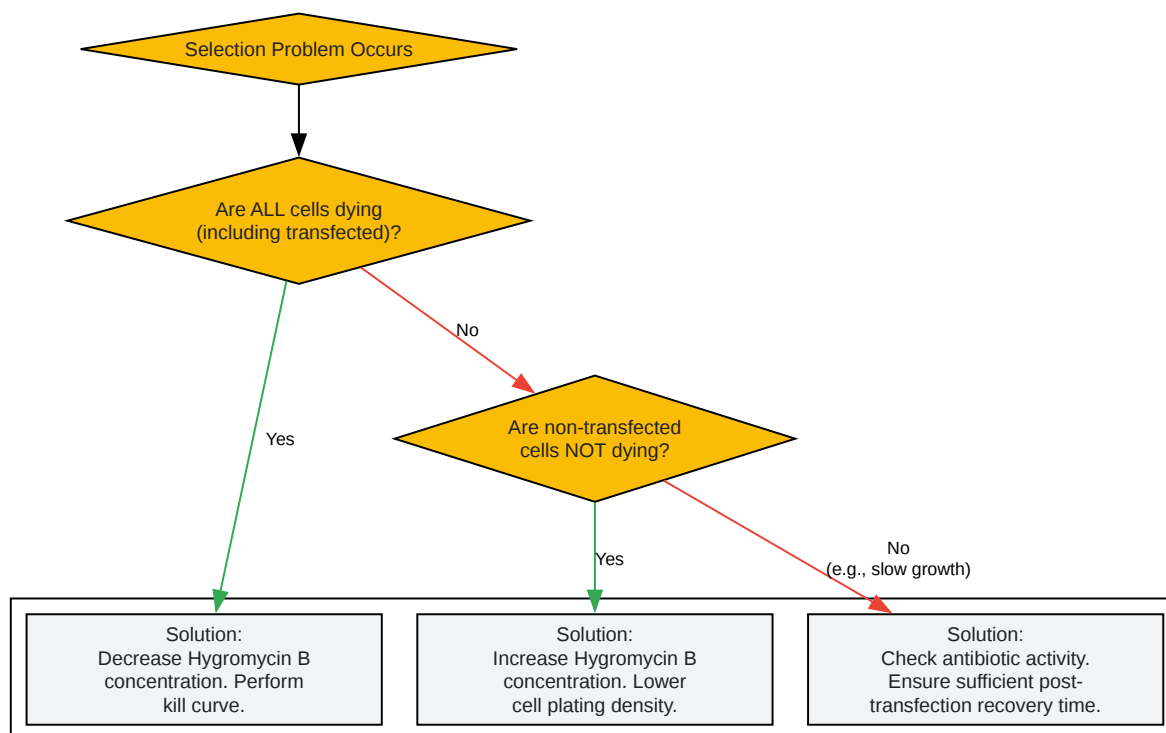 Selection Problem Occurs
Are ALL cells dying
(including transfected)?
No
Yes
Are non-transfected
cells NOT dying?
Yes
No
(e.g., slow growth)
Solution:
Decrease Hygromycin B
concentration. Perform
kill curve.
Solution:
Increase Hygromycin B
concentration. Lower
cell plating density.
Solution:
Check antibiotic activity.
Ensure sufficient post-
transfection recovery time.